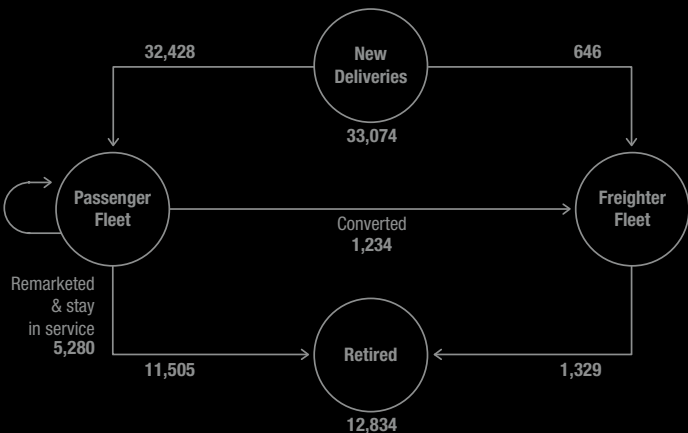 32,428
New
Deliveries
646
33,074
Passenger
Fleet
Freighter
Fleet
Converted
1,234
Remarketed
& stay
in service
5,280
Retired
11,505
1,329
12,834